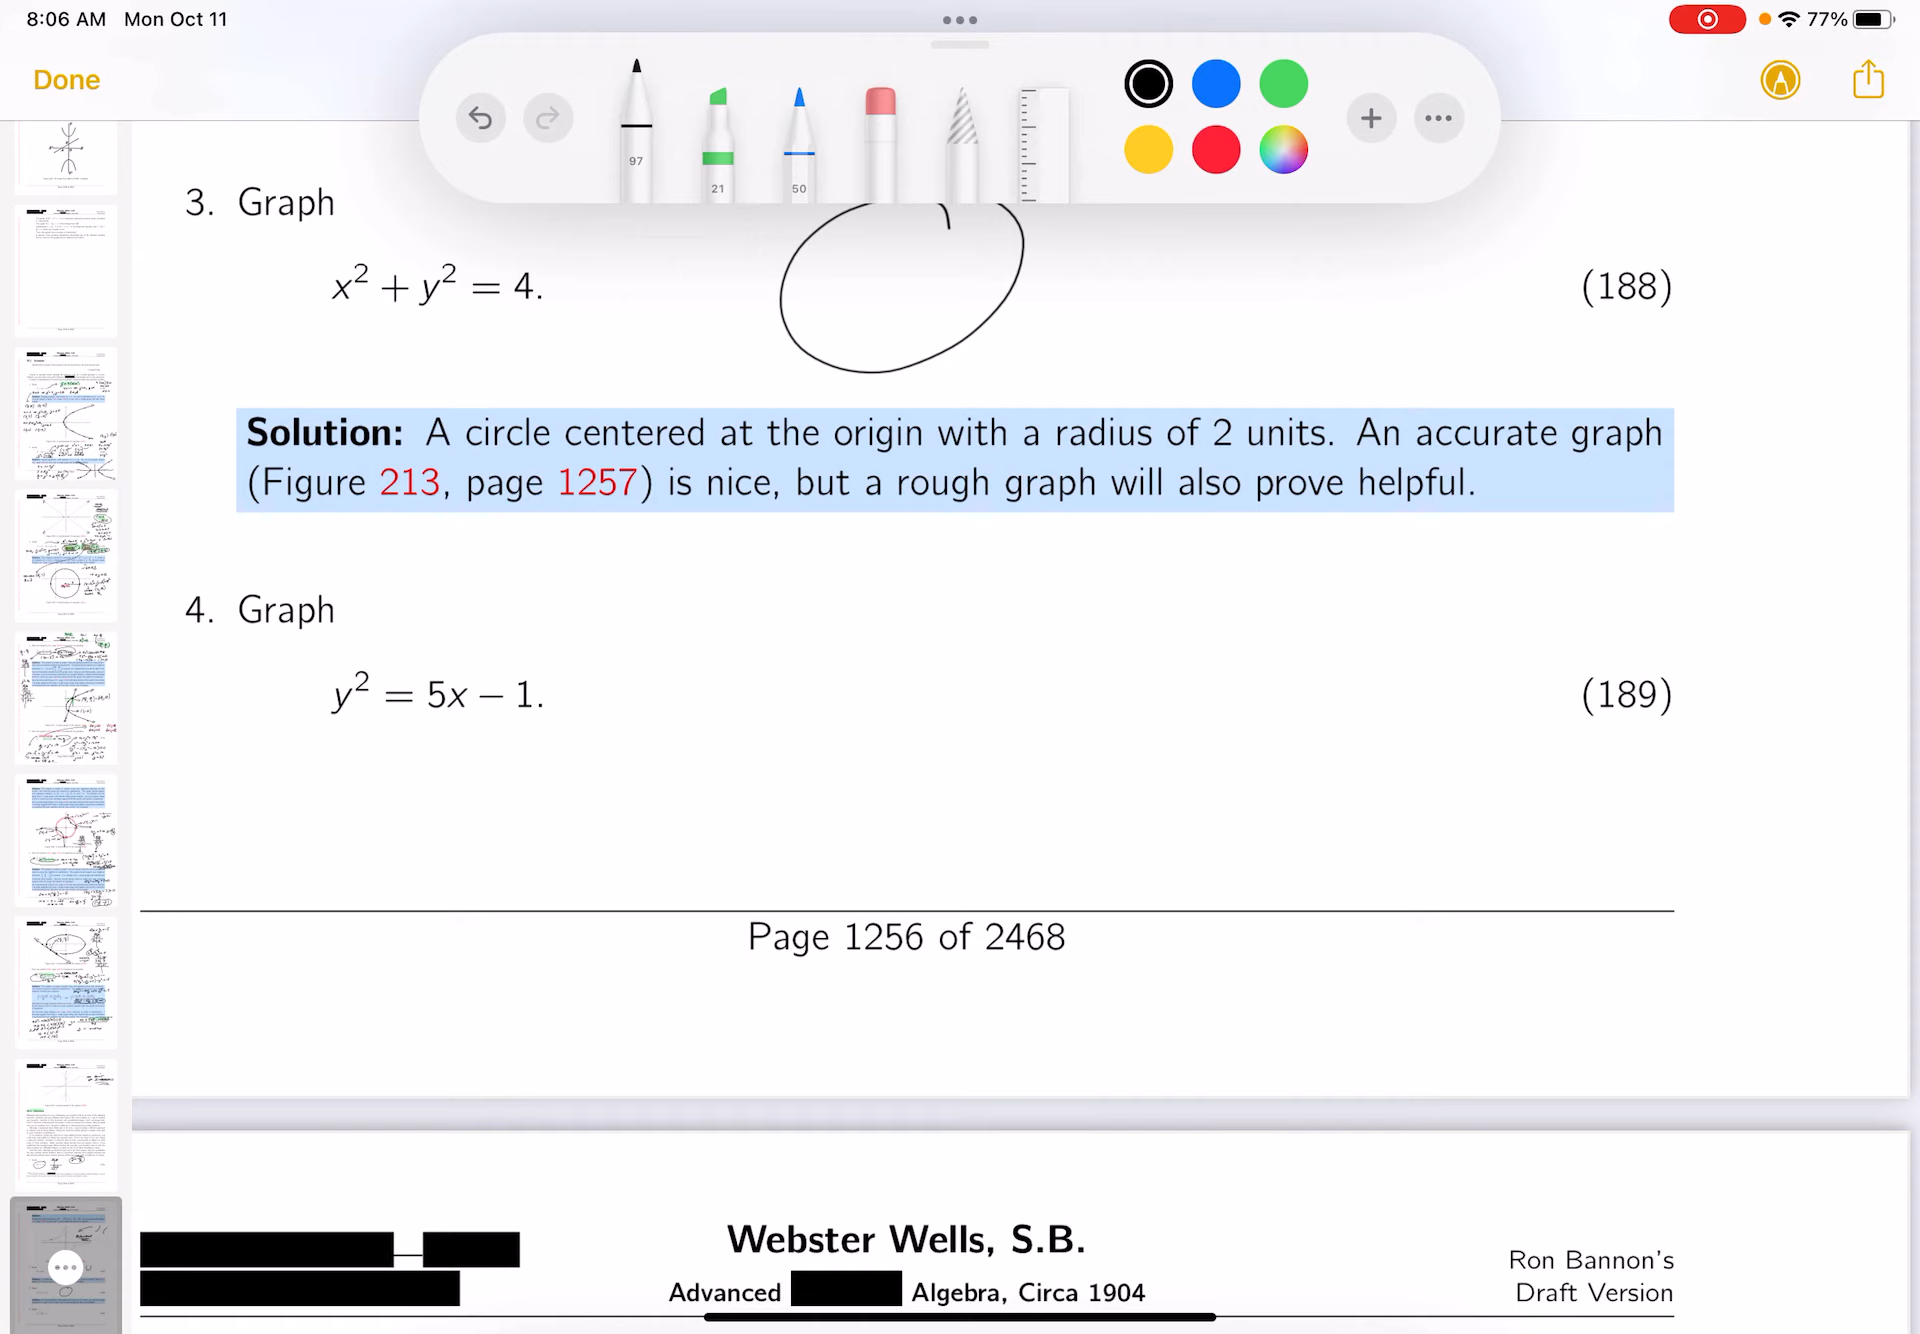 8:06 AM Mon Oct 11
77%
Done
97
21
50
3. Graph
x² + y² = 4.
(188)
Solution: A circle centered at the origin with a radius of 2 units. An accurate graph
(Figure 213, page 1257) is nice, but a rough graph will also prove helpful.
4. Graph
y² = 5x − 1.
(189)
Page 1256 of 2468
Webster Wells, S.B.
Advanced Algebra, Circa 1904
Ron Bannon's
Draft Version